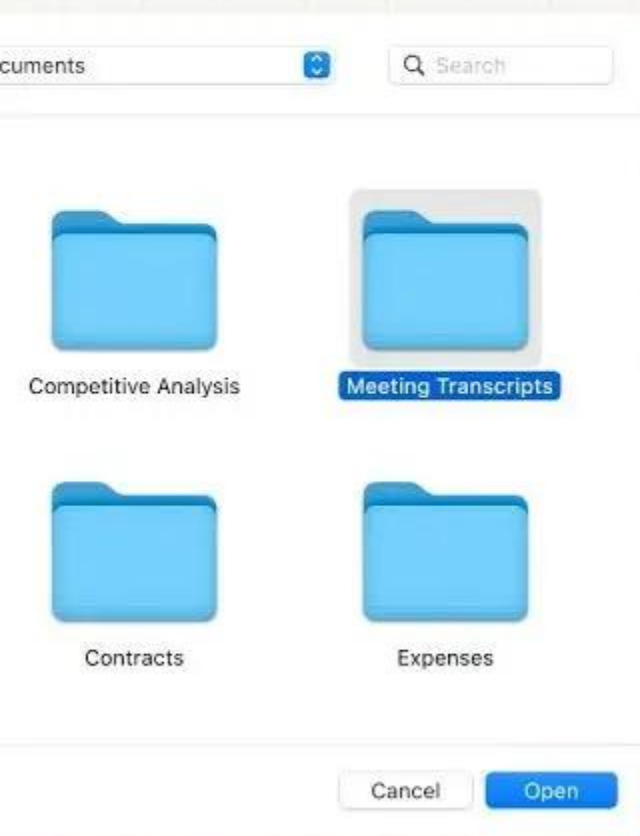 cuments
Search
Competitive Analysis
Meeting Transcripts
Contracts
Expenses
Cancel
Open